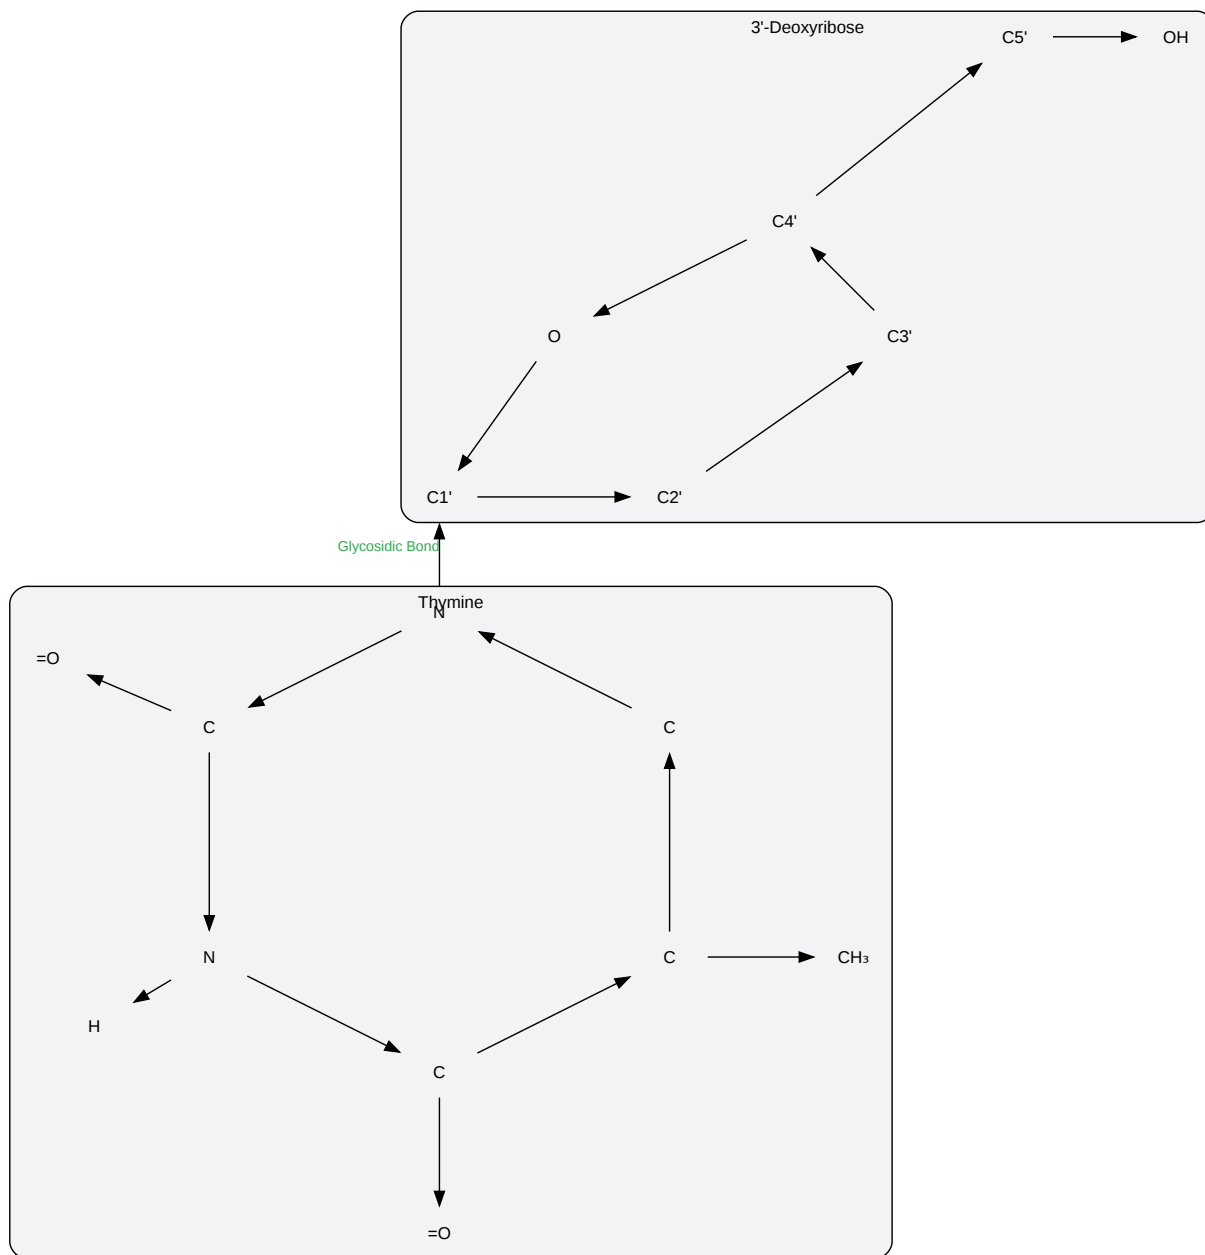 3'-Deoxyribose
C5'
OH
C4'
O
C3'
C1'
C2'
Glycosidic Bond
Thymine
N
=O
C
C
N
C
CH₃
H
C
=O